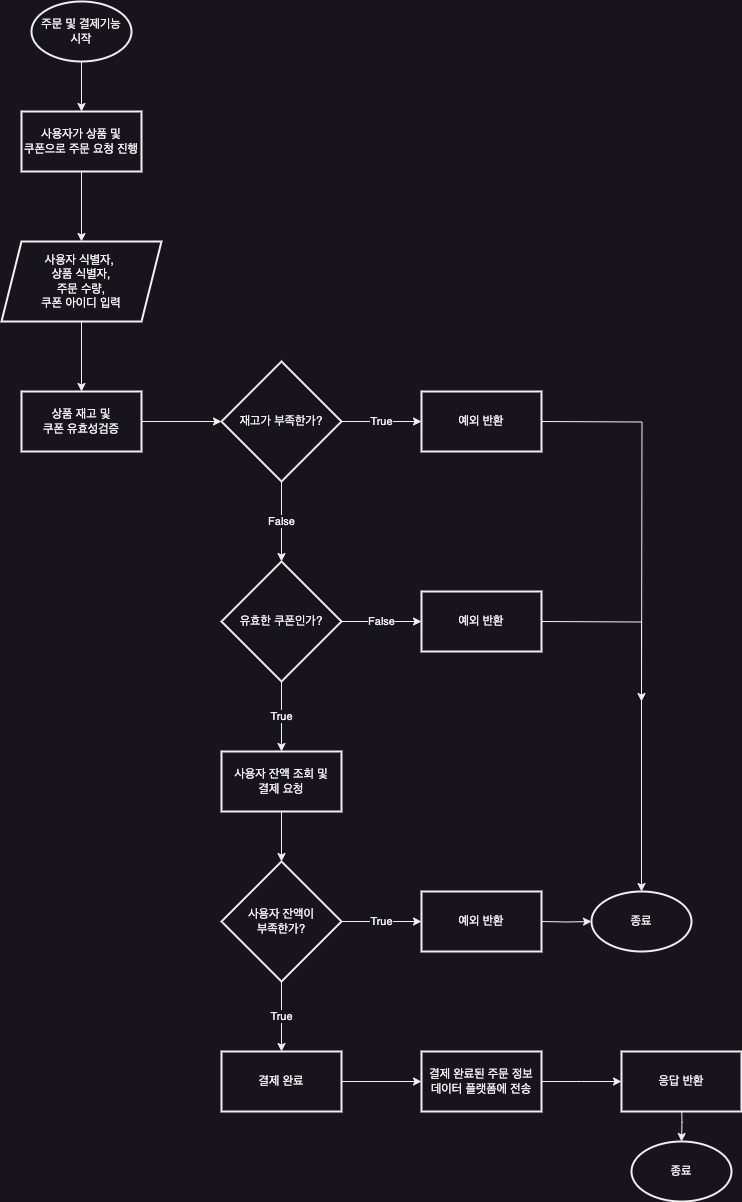 주문 및 결제기능
시작
사용자가 상품 및
쿠폰으로 주문 요청 진행
사용자 식별자,
상품 식별자,
주문 수량,
쿠폰 아이디 입력
상품 재고 및
쿠폰 유효성검증
재고가 부족한가?
True
예외 반환
False
유효한 쿠폰인가?
False
예외 반환
True
사용자 잔액 조회 및
결제 요청
사용자 잔액이
부족한가?
True
예외 반환
종료
True
결제 완료
결제 완료된 주문 정보
데이터 플랫폼에 전송
응답 반환
종료